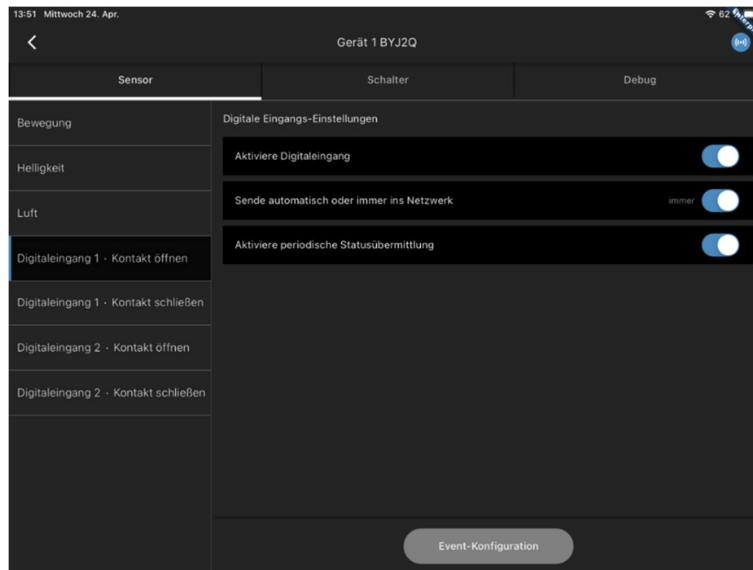 13:51 Mittwoch 24. Apr.
62
Gerät 1 BYJ2Q
Sensor
Schalter
Debug
Bewegung
Helligkeit
Luft
Digitaleingang 1 · Kontakt öffnen
Digitaleingang 1 · Kontakt schließen
Digitaleingang 2 · Kontakt öffnen
Digitaleingang 2 · Kontakt schließen
Digitale Eingangs-Einstellungen
Aktiviere Digitaleingang
Sende automatisch oder immer ins Netzwerk immer
Aktiviere periodische Statusübermittlung
Event-Konfiguration